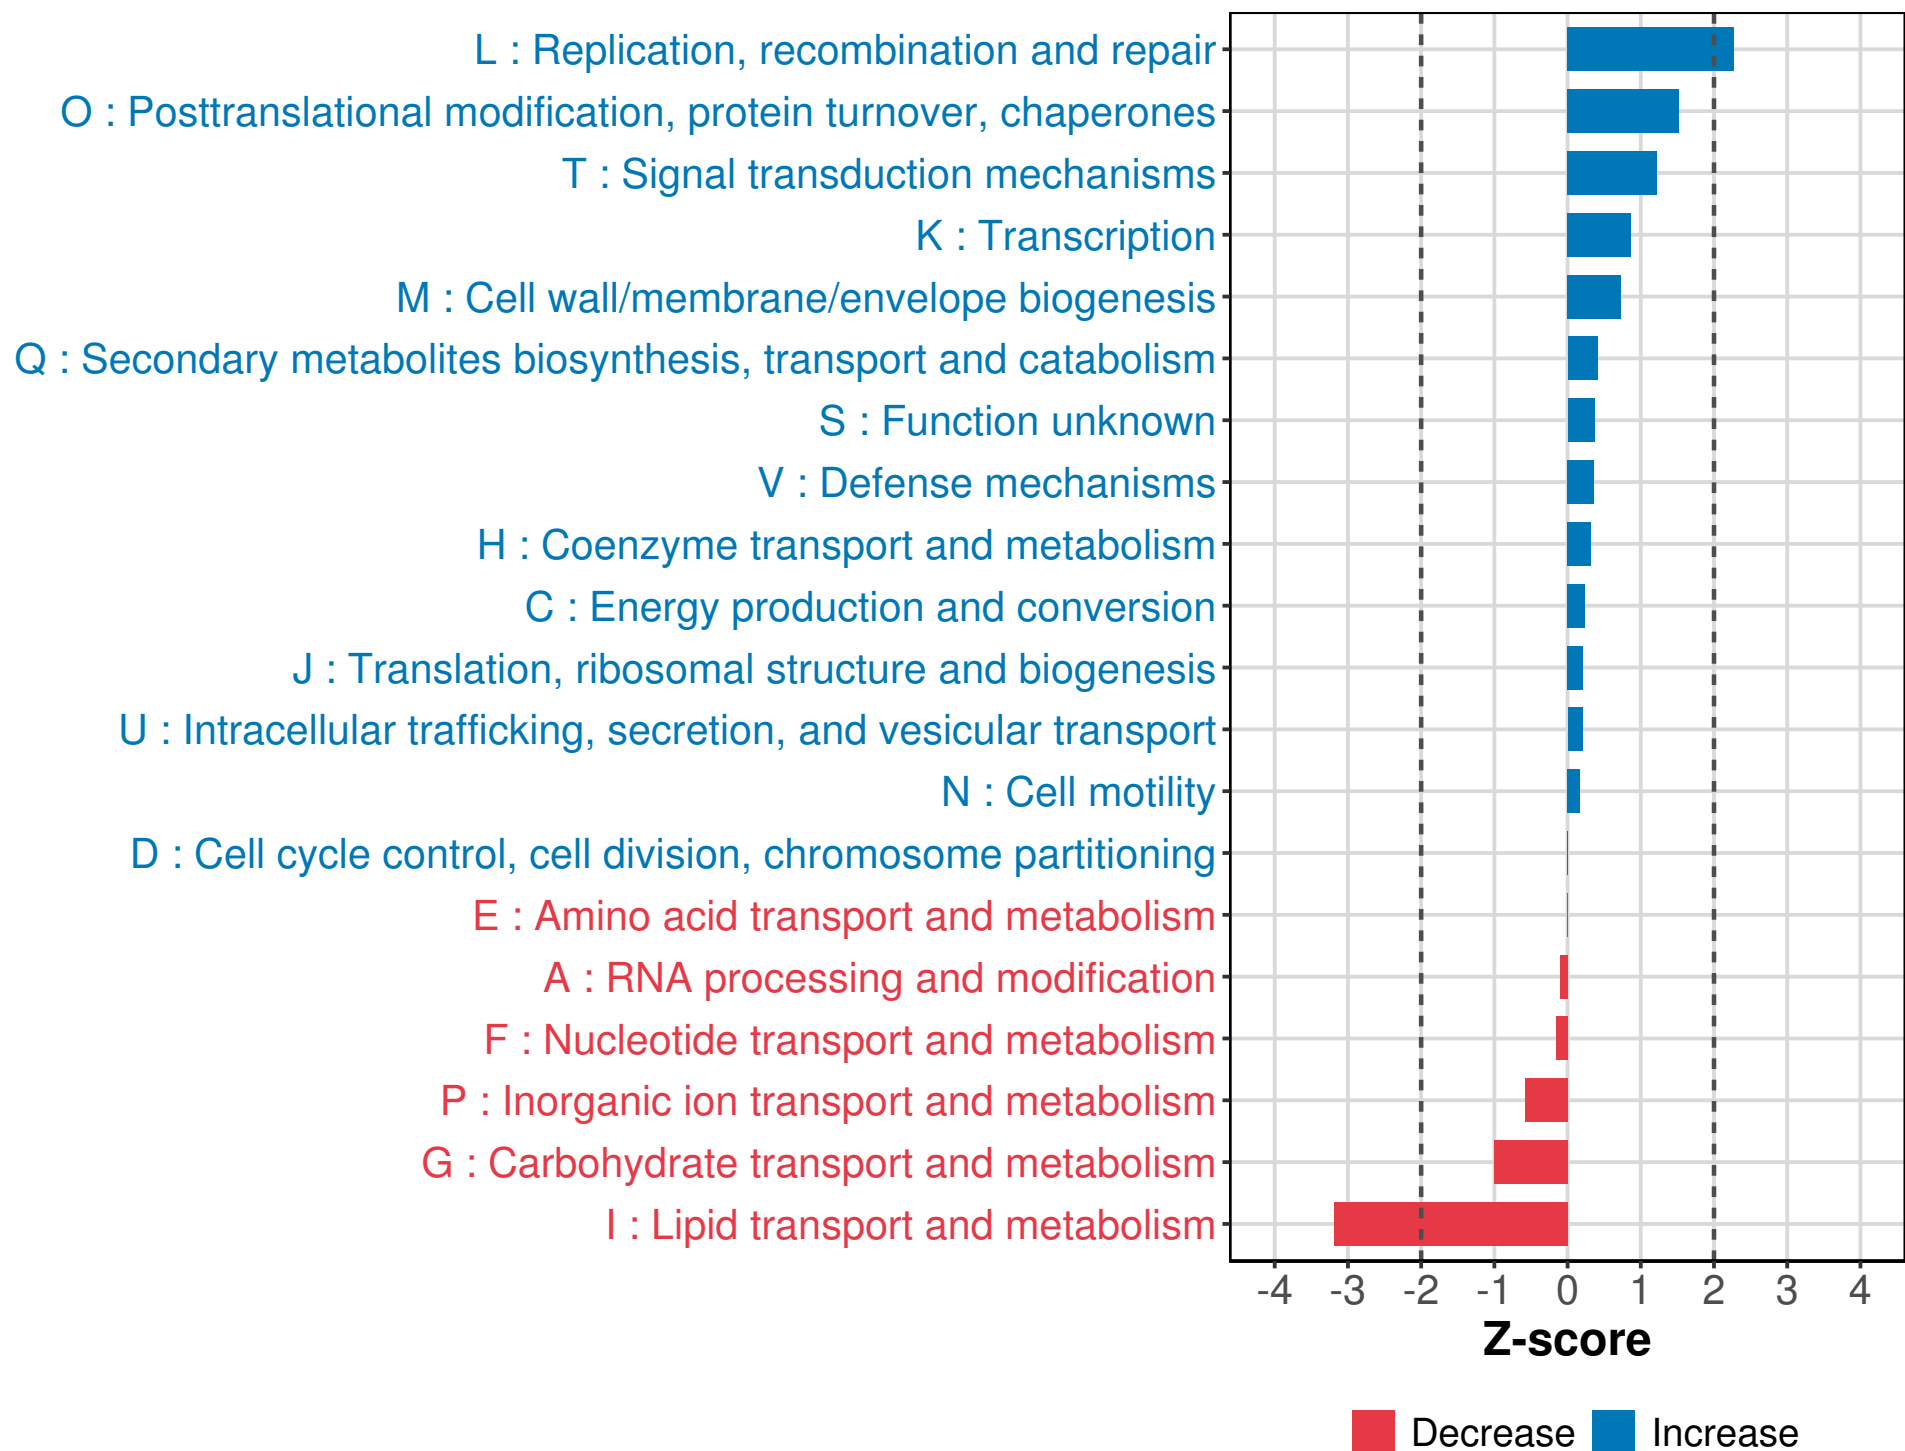 L : Replication, recombination and repair
O : Posttranslational modification, protein turnover, chaperones
T : Signal transduction mechanisms
K : Transcription
M : Cell wall/membrane/envelope biogenesis
Q : Secondary metabolites biosynthesis, transport and catabolism
S : Function unknown
V : Defense mechanisms
H : Coenzyme transport and metabolism
C : Energy production and conversion
J : Translation, ribosomal structure and biogenesis
U : Intracellular trafficking, secretion, and vesicular transport
N : Cell motility
D : Cell cycle control, cell division, chromosome partitioning
E : Amino acid transport and metabolism
A : RNA processing and modification
F : Nucleotide transport and metabolism
P : Inorganic ion transport and metabolism
G : Carbohydrate transport and metabolism
I : Lipid transport and metabolism
-4 -3 -2 -1 0 1 2 3 4
Z-score
Decrease Increase